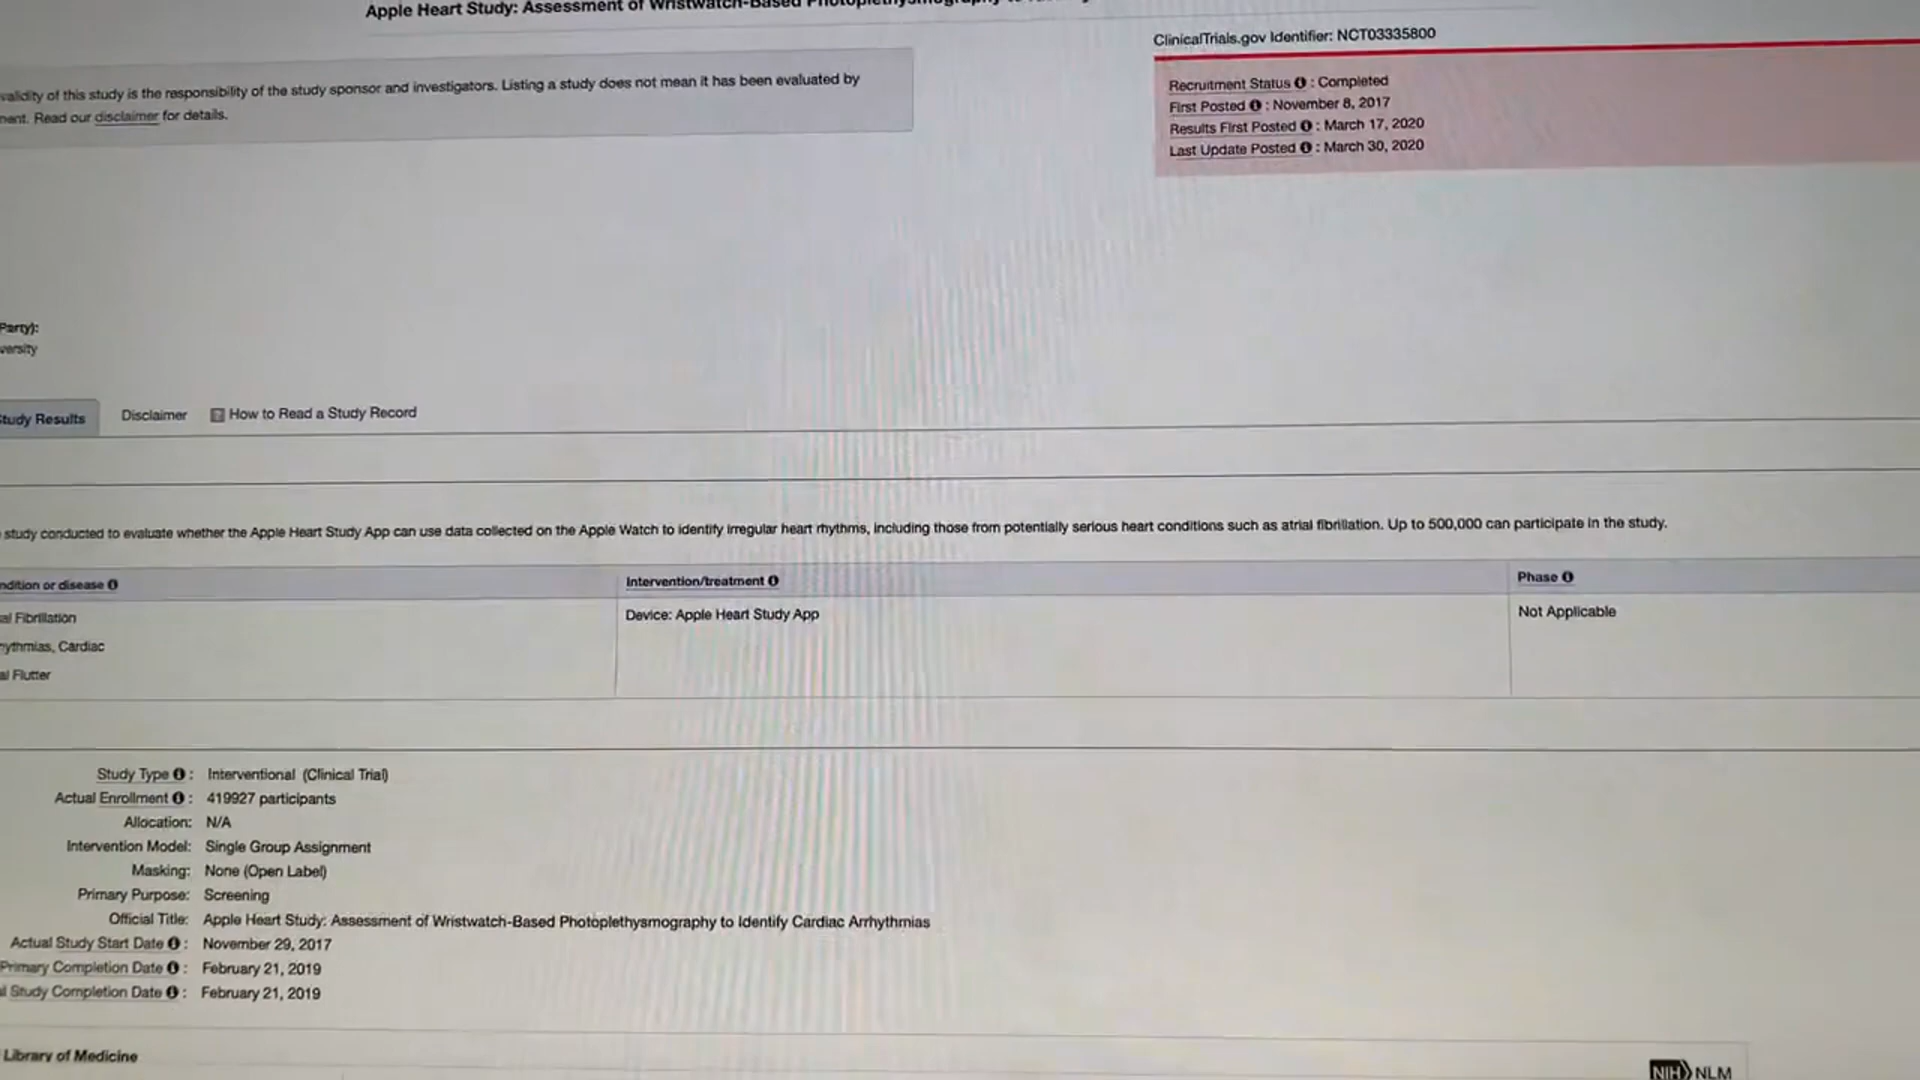 Apple Heart Study: Assessment of Wristwatch-Based
ClinicalTrials.gov Identifier: NCT03335800
validity of this study is the responsibility of the study sponsor and investigators. Listing a study does not mean it has been evaluated by
ment. Read our disclaimer for details.
Recruitment Status : Completed
First Posted : November 8, 2017
Results First Posted : March 17, 2020
Last Update Posted : March 30, 2020
Party):
versity
Study Results
Disclaimer
How to Read a Study Record
study conducted to evaluate whether the Apple Heart Study App can use data collected on the Apple Watch to identify irregular heart rhythms, including those from potentially serious heart conditions such as atrial fibrillation. Up to 500,000 can participate in the study.
ndition or disease
Intervention/treatment
Phase
al Fibrillation
hythmias, Cardiac
al Flutter
Device: Apple Heart Study App
Not Applicable
Study Type : Interventional (Clinical Trial)
Actual Enrollment : 419927 participants
Allocation: N/A
Intervention Model: Single Group Assignment
Masking: None (Open Label)
Primary Purpose: Screening
Official Title: Apple Heart Study: Assessment of Wristwatch-Based Photoplethysmography to Identify Cardiac Arrhythmias
Actual Study Start Date : November 29, 2017
Primary Completion Date : February 21, 2019
l Study Completion Date : February 21, 2019
Library of Medicine
NIH NLM